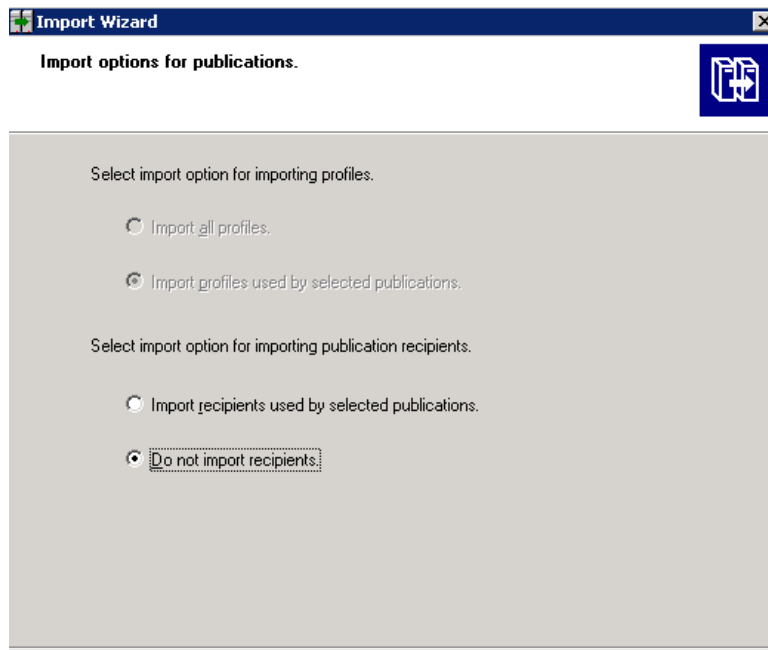 Import Wizard
Import options for publications.
Select import option for importing profiles.
Import all profiles.
Import profiles used by selected publications.
Select import option for importing publication recipients.
Import recipients used by selected publications.
Do not import recipients.